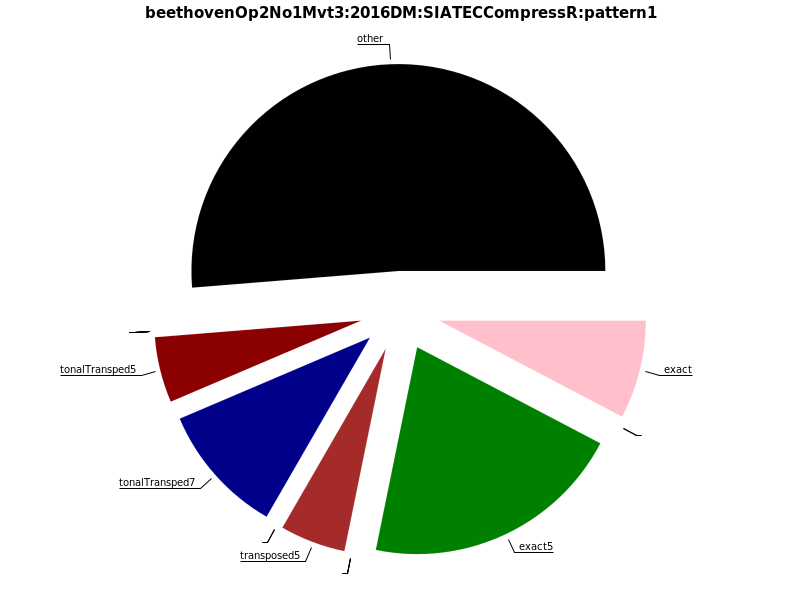 beethovenOp2No1Mvt3:2016DM:SIATECCompressR:pattern1
other
tonalTransped5
exact
tonalTransped7
transposed5
exact5